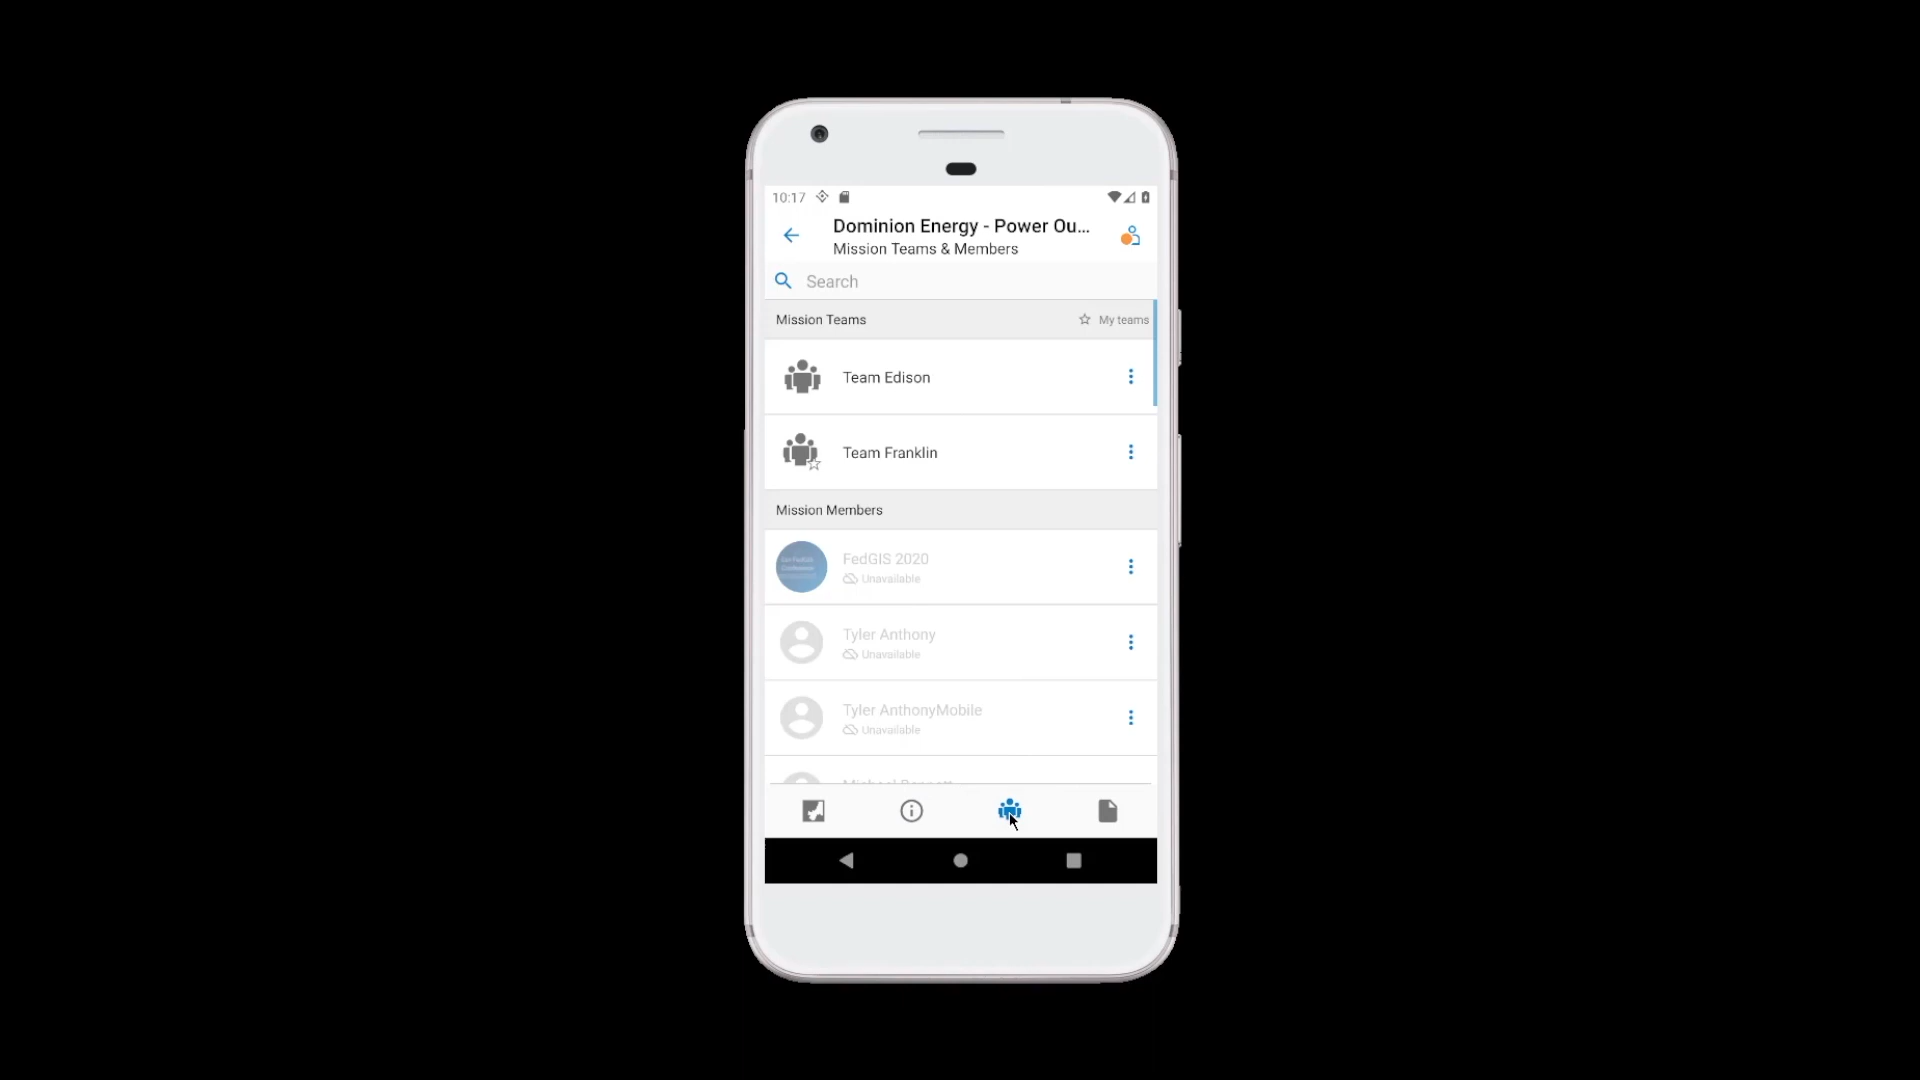 10:17
Dominion Energy - Power Ou...
Mission Teams & Members
Search
Mission Teams
My teams
Team Edison
Team Franklin
Mission Members
FedGIS 2020
Unavailable
Tyler Anthony
Unavailable
Tyler AnthonyMobile
Unavailable